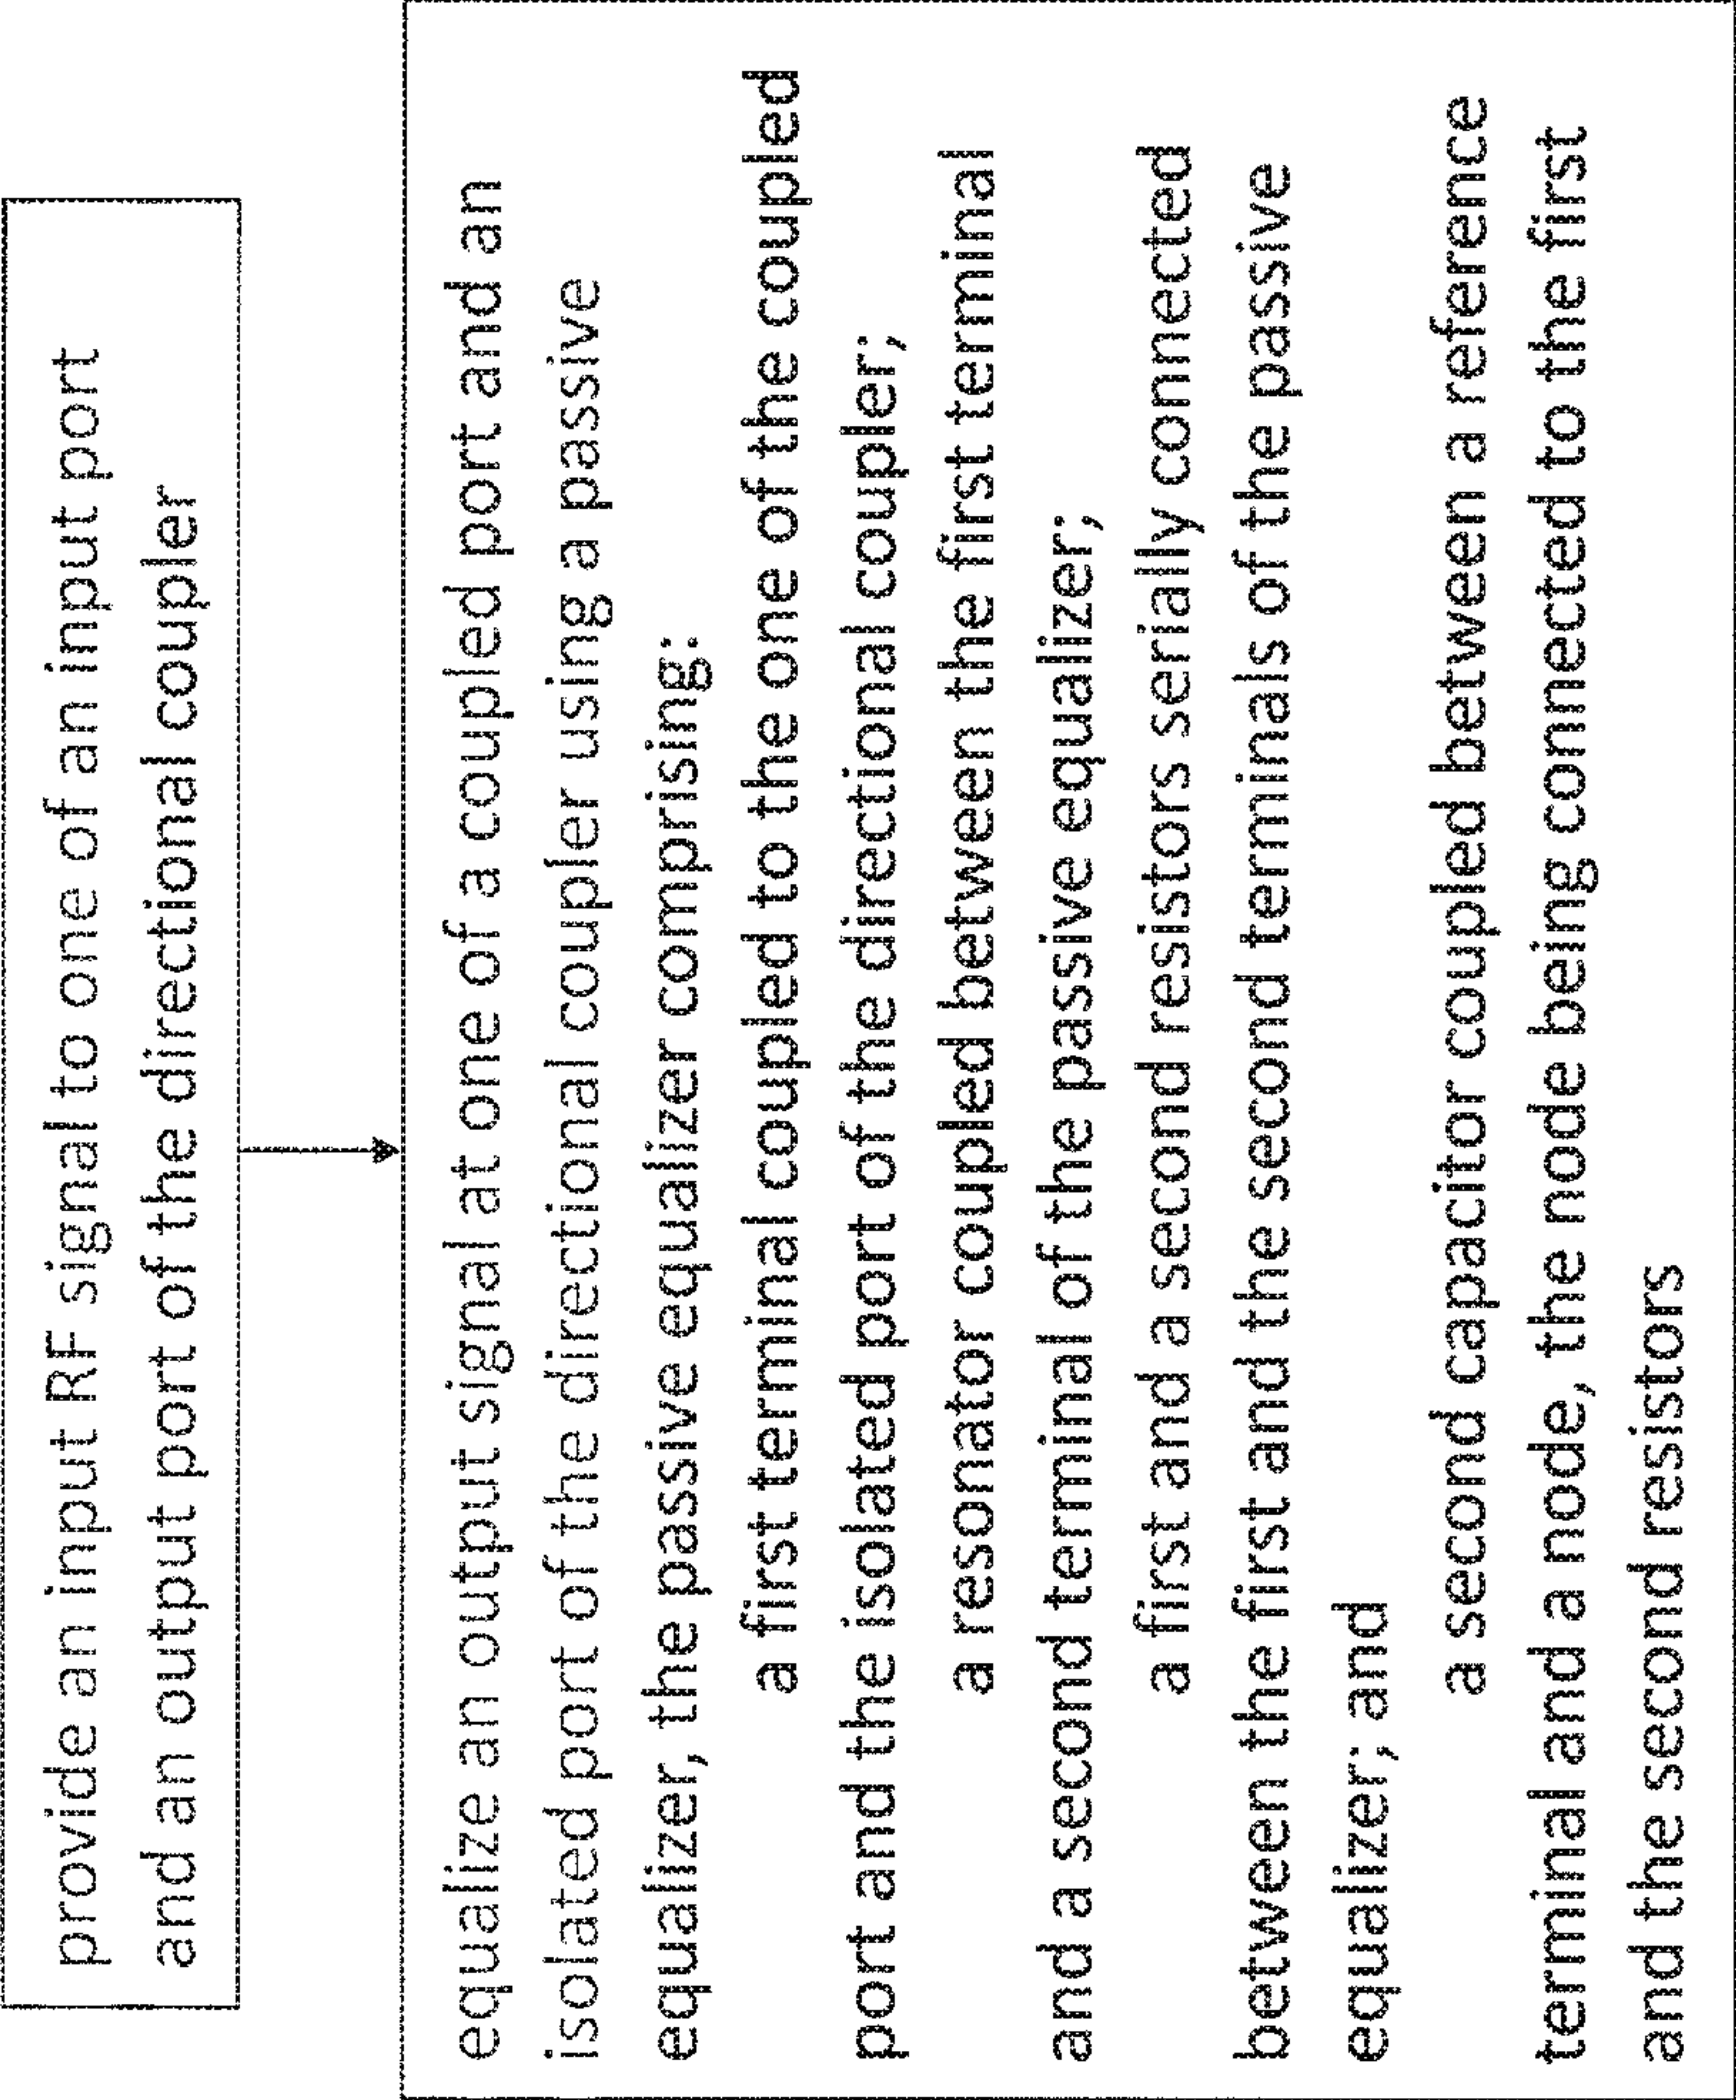 provide an input RF signal to one of an input port
and an output port of the directional coupler
equalize an output signal at one of a coupled port and an
isolated port of the directional coupler using a passive
equalizer, the passive equalizer comprising:
a first terminal coupled to the one of the coupled
port and the isolated port of the directional coupler;
a resonator coupled between the first terminal
and a second terminal of the passive equalizer;
a first and a second resistors serially connected
between the first and the second terminals of the passive
equalizer; and
a second capacitor coupled between a reference
terminal and a node, the node being connected to the first
and the second resistors